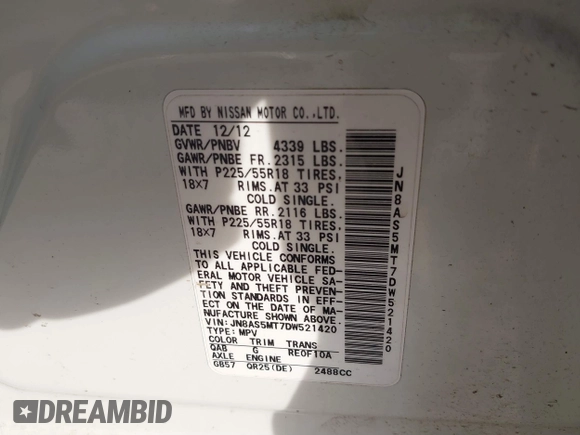 MFD BY NISSAN MOTOR CO.,LTD.
DATE 12/12
GVWR/PNBV 4339 LBS.
GAWR/PNBE FR. 2315 LBS.
WITH P225/55R18 TIRES,
18X7 RIMS.AT 33 PSI
COLD SINGLE.
GAWR/PNBE RR. 2116 LBS.
WITH P225/55R18 TIRES,
18X7 RIMS.AT 33 PSI
COLD SINGLE.
THIS VEHICLE CONFORMS
TO ALL APPLICABLE FED-
ERAL MOTOR VEHICLE SA-
FETY AND THEFT PREVEN-
TION STANDARDS IN EFF-
ECT ON THE DATE OF MA-
NUFACTURE SHOWN ABOVE.
VIN: JN8AS5MT7DW521420
TYPE: MPV
COLOR TRIM TRANS
QAB G RE0F10A
AXLE ENGINE
GB57 QR25(DE) 2488CC
JN8AS5MT7DW521420
DREAMBID
DREAMBID